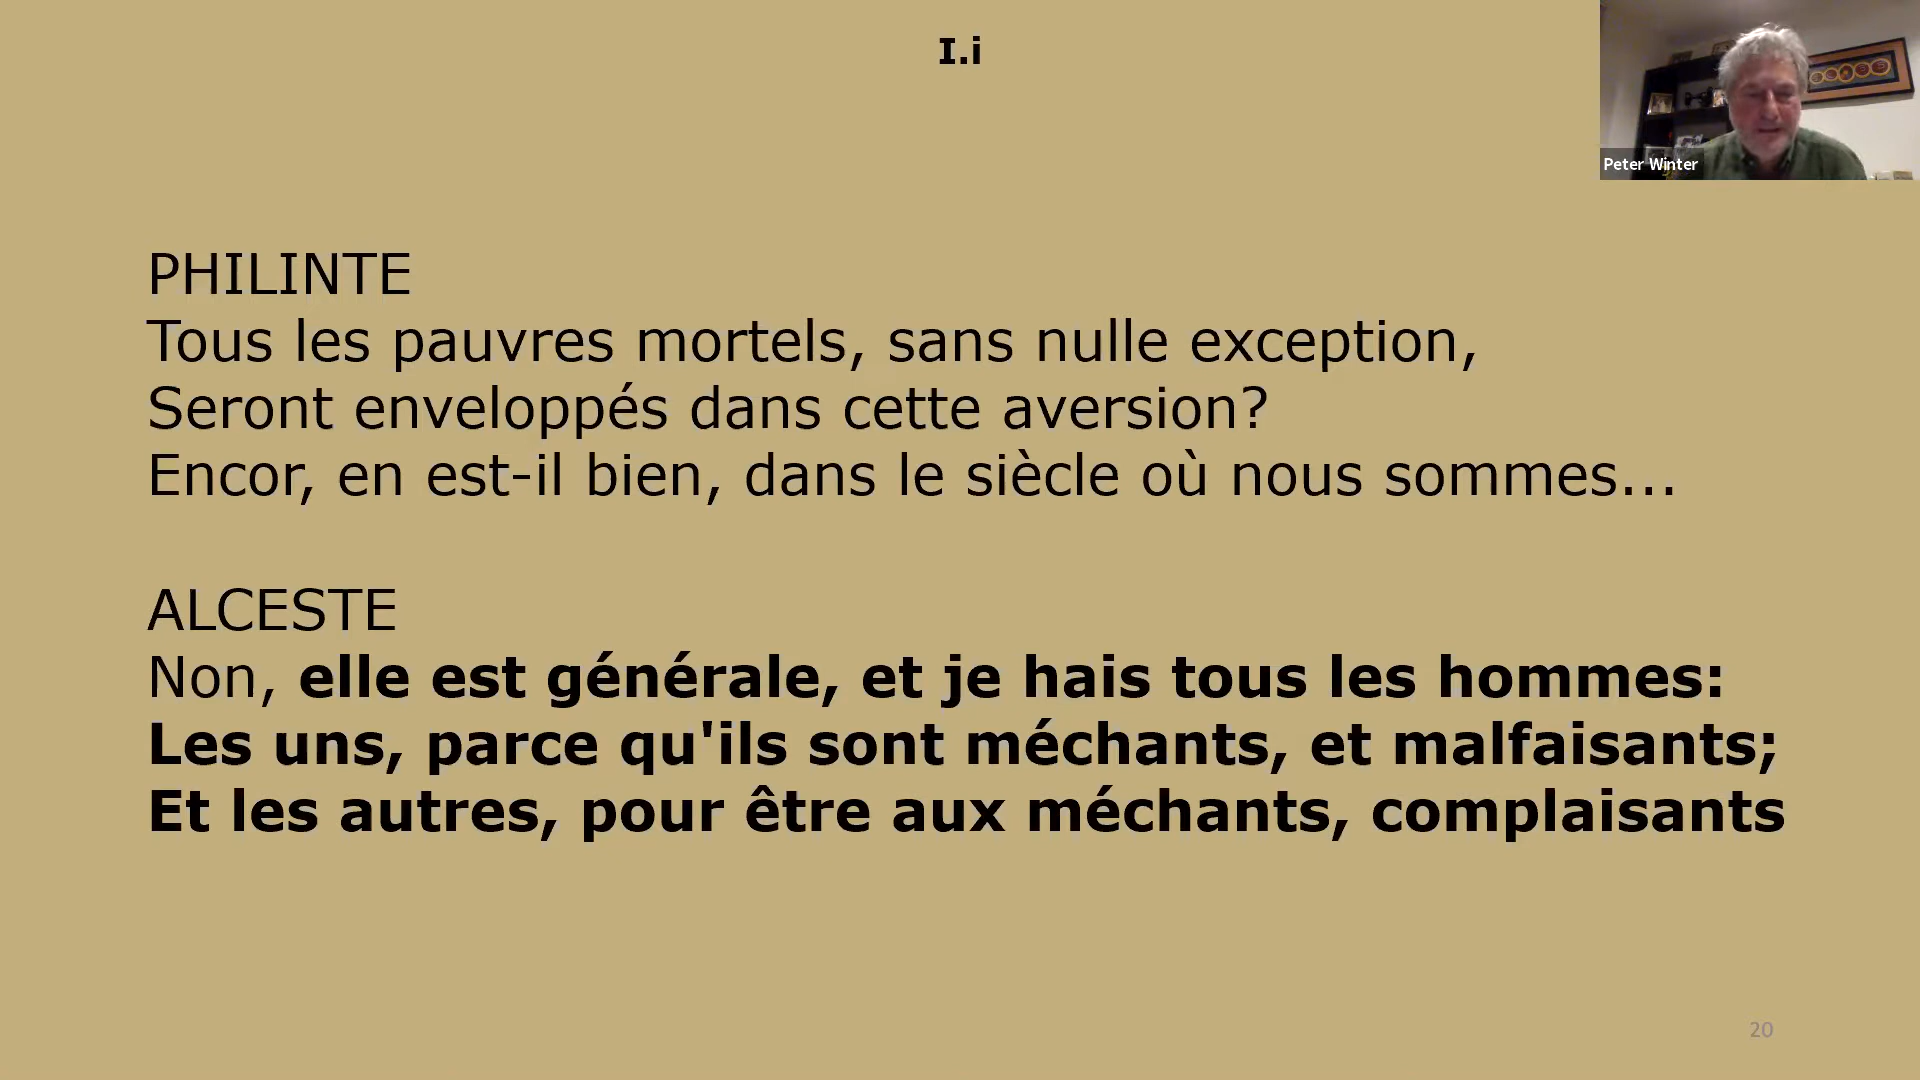 I.i
Peter Winter
PHILINTE
Tous les pauvres mortels, sans nulle exception,
Seront enveloppés dans cette aversion?
Encor, en est-il bien, dans le siècle où nous sommes...
ALCESTE
Non, elle est générale, et je hais tous les hommes:
Les uns, parce qu'ils sont méchants, et malfaisants;
Et les autres, pour être aux méchants, complaisants
20